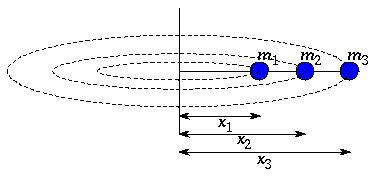 m₁ m₂ m₃
x₁
x₂
x₃